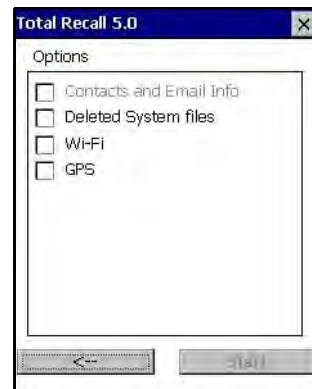 Total Recall 5.0
Options
Contacts and Email Info
Deleted System files
Wi-Fi
GPS
<--
Start